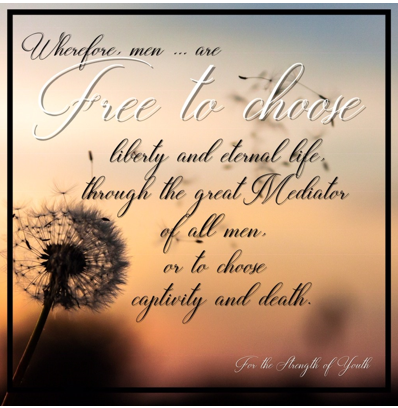 Wherefore, men ... are
Free to choose
liberty and eternal life,
through the great Mediator
of all men,
or to choose
captivity and death.
For the Strength of Youth